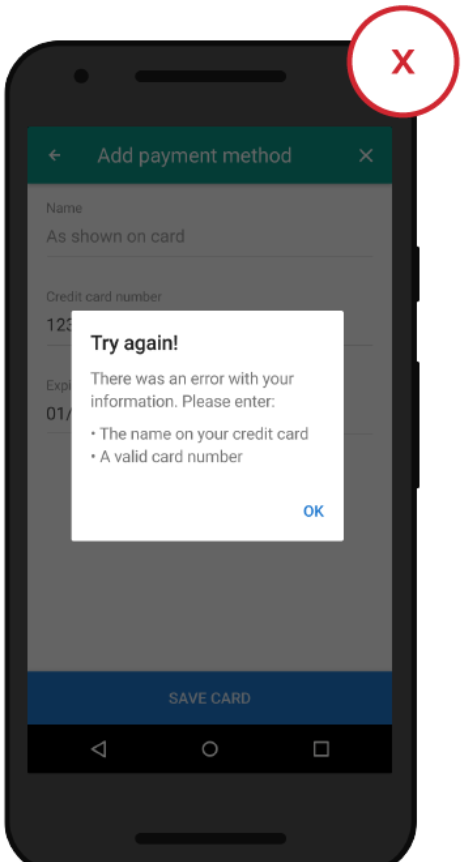 X
Add payment method
Name
As shown on card
Credit card number
123
Try again!
There was an error with your
information. Please enter:
• The name on your credit card
• A valid card number
OK
01/
SAVE CARD